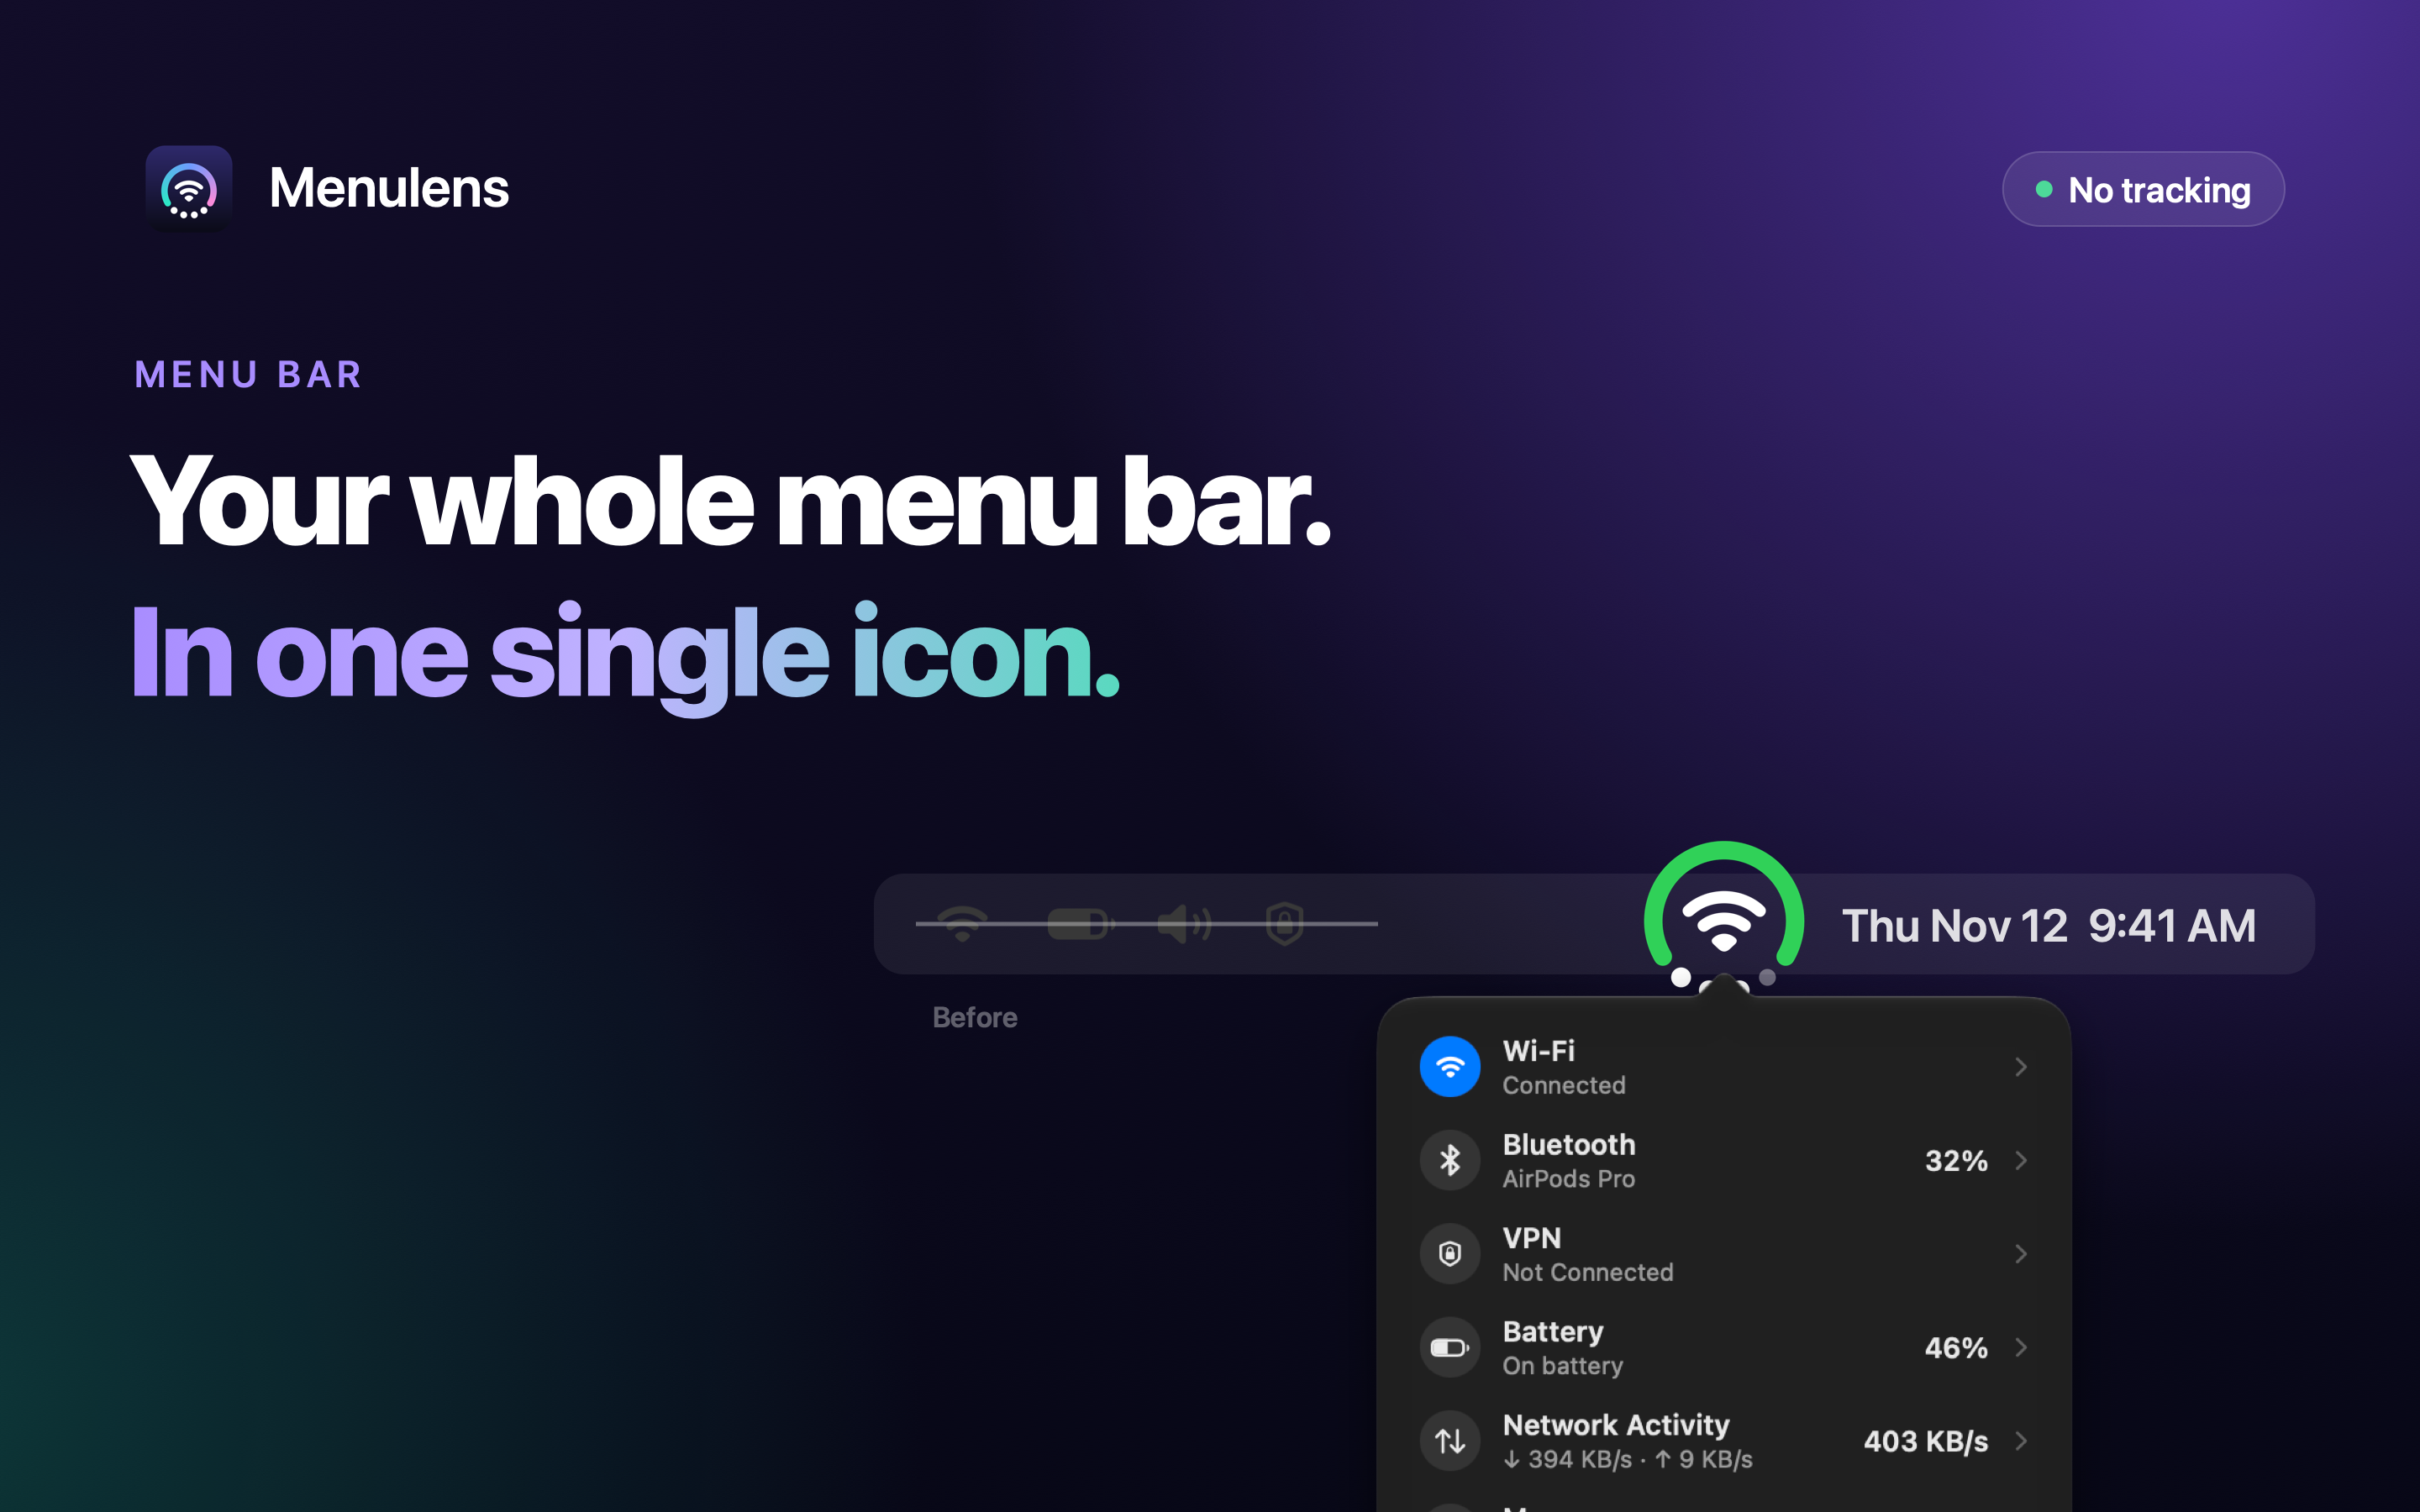 Menulens
No tracking
MENU BAR
Your whole menu bar.
In one single icon.
Thu Nov 12 9:41 AM
Before
Wi-Fi
Connected
Bluetooth
AirPods Pro
32%
VPN
Not Connected
Battery
On battery
46%
Network Activity
↓ 394 KB/s · ↑ 9 KB/s
403 KB/s